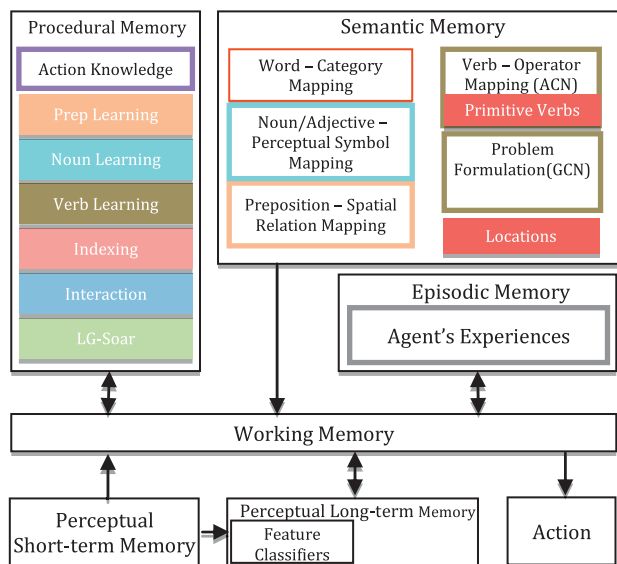 Procedural Memory
Action Knowledge
Prep Learning
Noun Learning
Verb Learning
Indexing
Interaction
LG-Soar
Semantic Memory
Word – Category
Mapping
Noun/Adjective –
Perceptual Symbol
Mapping
Preposition – Spatial
Relation Mapping
Verb – Operator
Mapping (ACN)
Primitive Verbs
Problem
Formulation(GCN)
Locations
Episodic Memory
Agent's Experiences
Working Memory
Perceptual
Short-term Memory
Perceptual Long-term Memory
Feature
Classifiers
Action